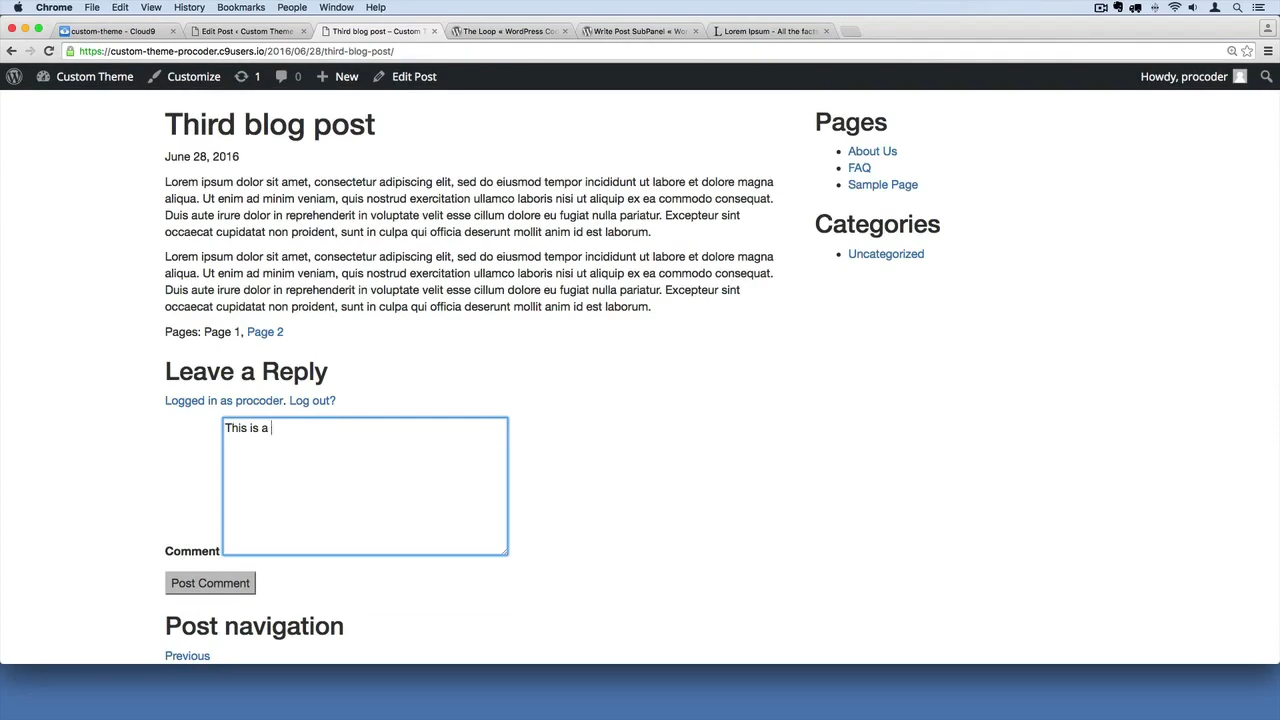 Chrome File Edit View History Bookmarks People Window Help
custom-theme - Cloud9 × Edit Post ‹ Custom Theme × Third blog post – Custom T × The Loop « WordPress Cod × Write Post SubPanel « Wo × Lorem Ipsum - All the facts ×
https://custom-theme-procoder.c9users.io/2016/06/28/third-blog-post/
Custom Theme Customize 1 0 New Edit Post Howdy, procoder
Third blog post
June 28, 2016
Lorem ipsum dolor sit amet, consectetur adipiscing elit, sed do eiusmod tempor incididunt ut labore et dolore magna
aliqua. Ut enim ad minim veniam, quis nostrud exercitation ullamco laboris nisi ut aliquip ex ea commodo consequat.
Duis aute irure dolor in reprehenderit in voluptate velit esse cillum dolore eu fugiat nulla pariatur. Excepteur sint
occaecat cupidatat non proident, sunt in culpa qui officia deserunt mollit anim id est laborum.
Lorem ipsum dolor sit amet, consectetur adipiscing elit, sed do eiusmod tempor incididunt ut labore et dolore magna
aliqua. Ut enim ad minim veniam, quis nostrud exercitation ullamco laboris nisi ut aliquip ex ea commodo consequat.
Duis aute irure dolor in reprehenderit in voluptate velit esse cillum dolore eu fugiat nulla pariatur. Excepteur sint
occaecat cupidatat non proident, sunt in culpa qui officia deserunt mollit anim id est laborum.
Pages: Page 1, Page 2
Leave a Reply
Logged in as procoder. Log out?
This is a
Comment
Post Comment
Post navigation
Previous
Pages
About Us
FAQ
Sample Page
Categories
Uncategorized